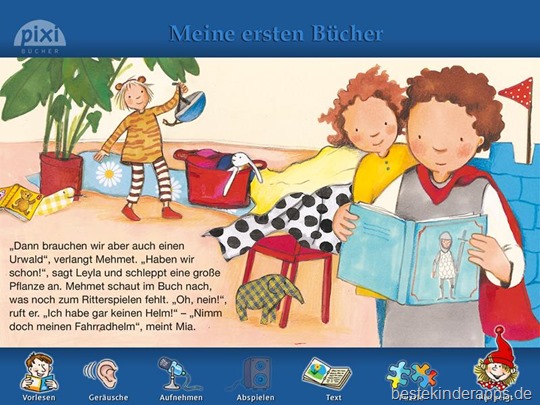 pixi
BÜCHER
Meine ersten Bücher
„Dann brauchen wir aber auch einen
Urwald“, verlangt Mehmet. „Haben wir
schon!“, sagt Leyla und schleppt eine große
Pflanze an. Mehmet schaut im Buch nach,
was noch zum Ritterspielen fehlt. „Oh, nein!“,
ruft er. „Ich habe gar keinen Helm!“ – „Nimm
doch meinen Fahrradhelm“, meint Mia.
Vorlesen
Geräusche
Aufnehmen
Abspielen
Text
bestekinderapps.de